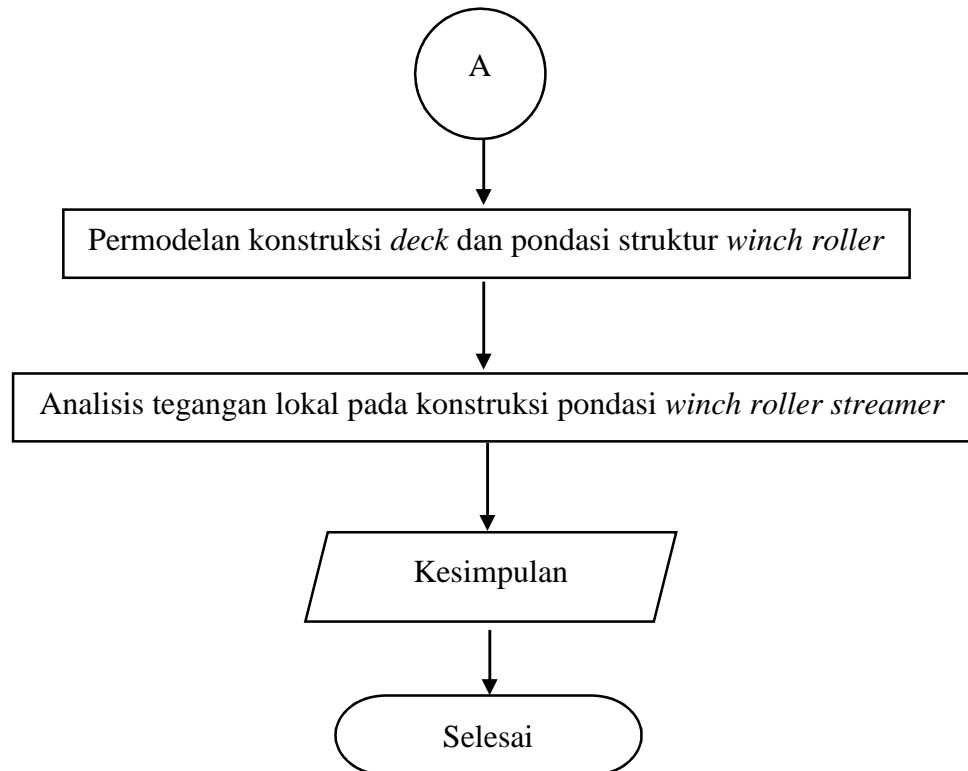 A
Permodelan konstruksi deck dan pondasi struktur winch roller
Analisis tegangan lokal pada konstruksi pondasi winch roller streamer
Kesimpulan
Selesai